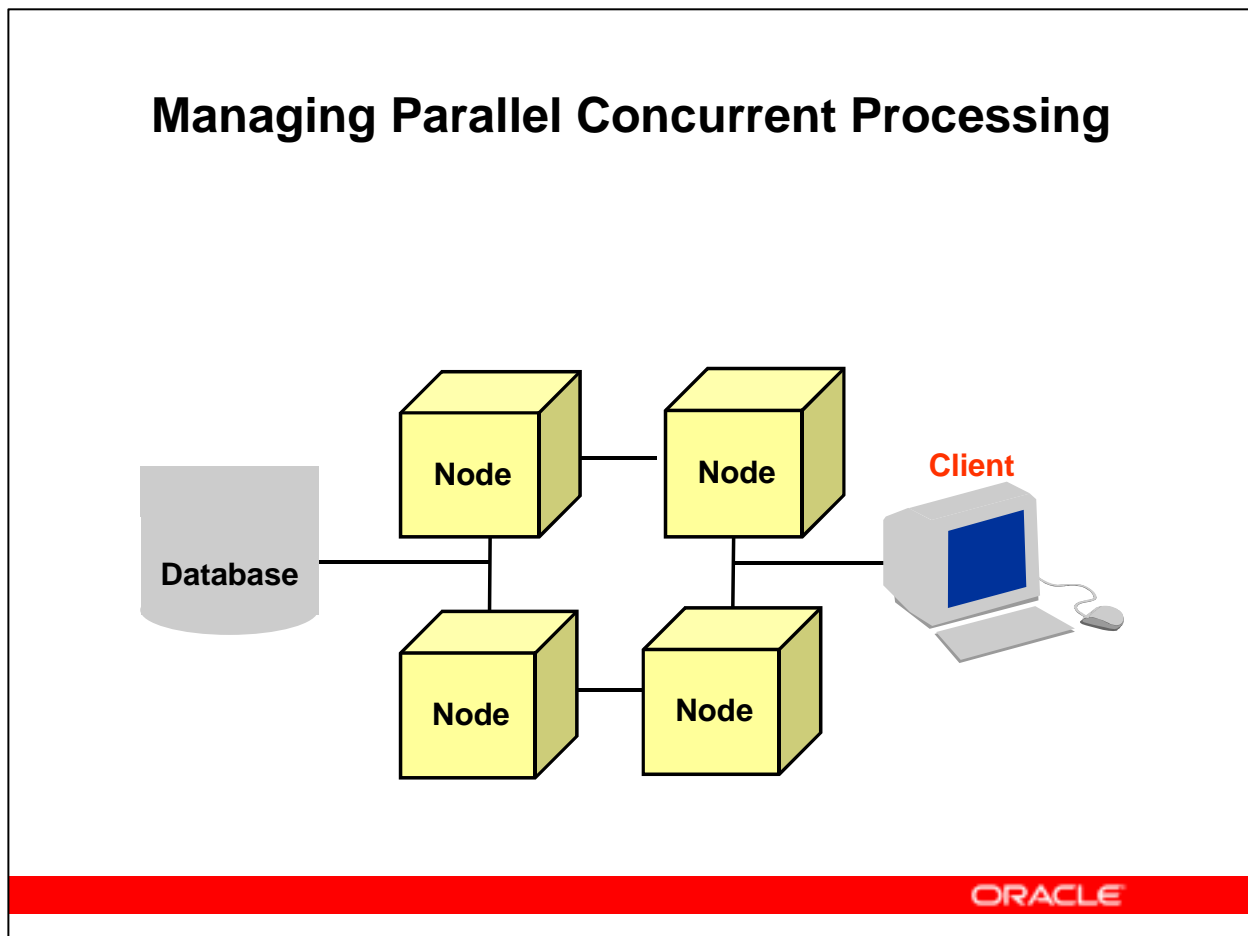 Managing Parallel Concurrent Processing
Node
Node
Client
Database
Node
Node
ORACLE